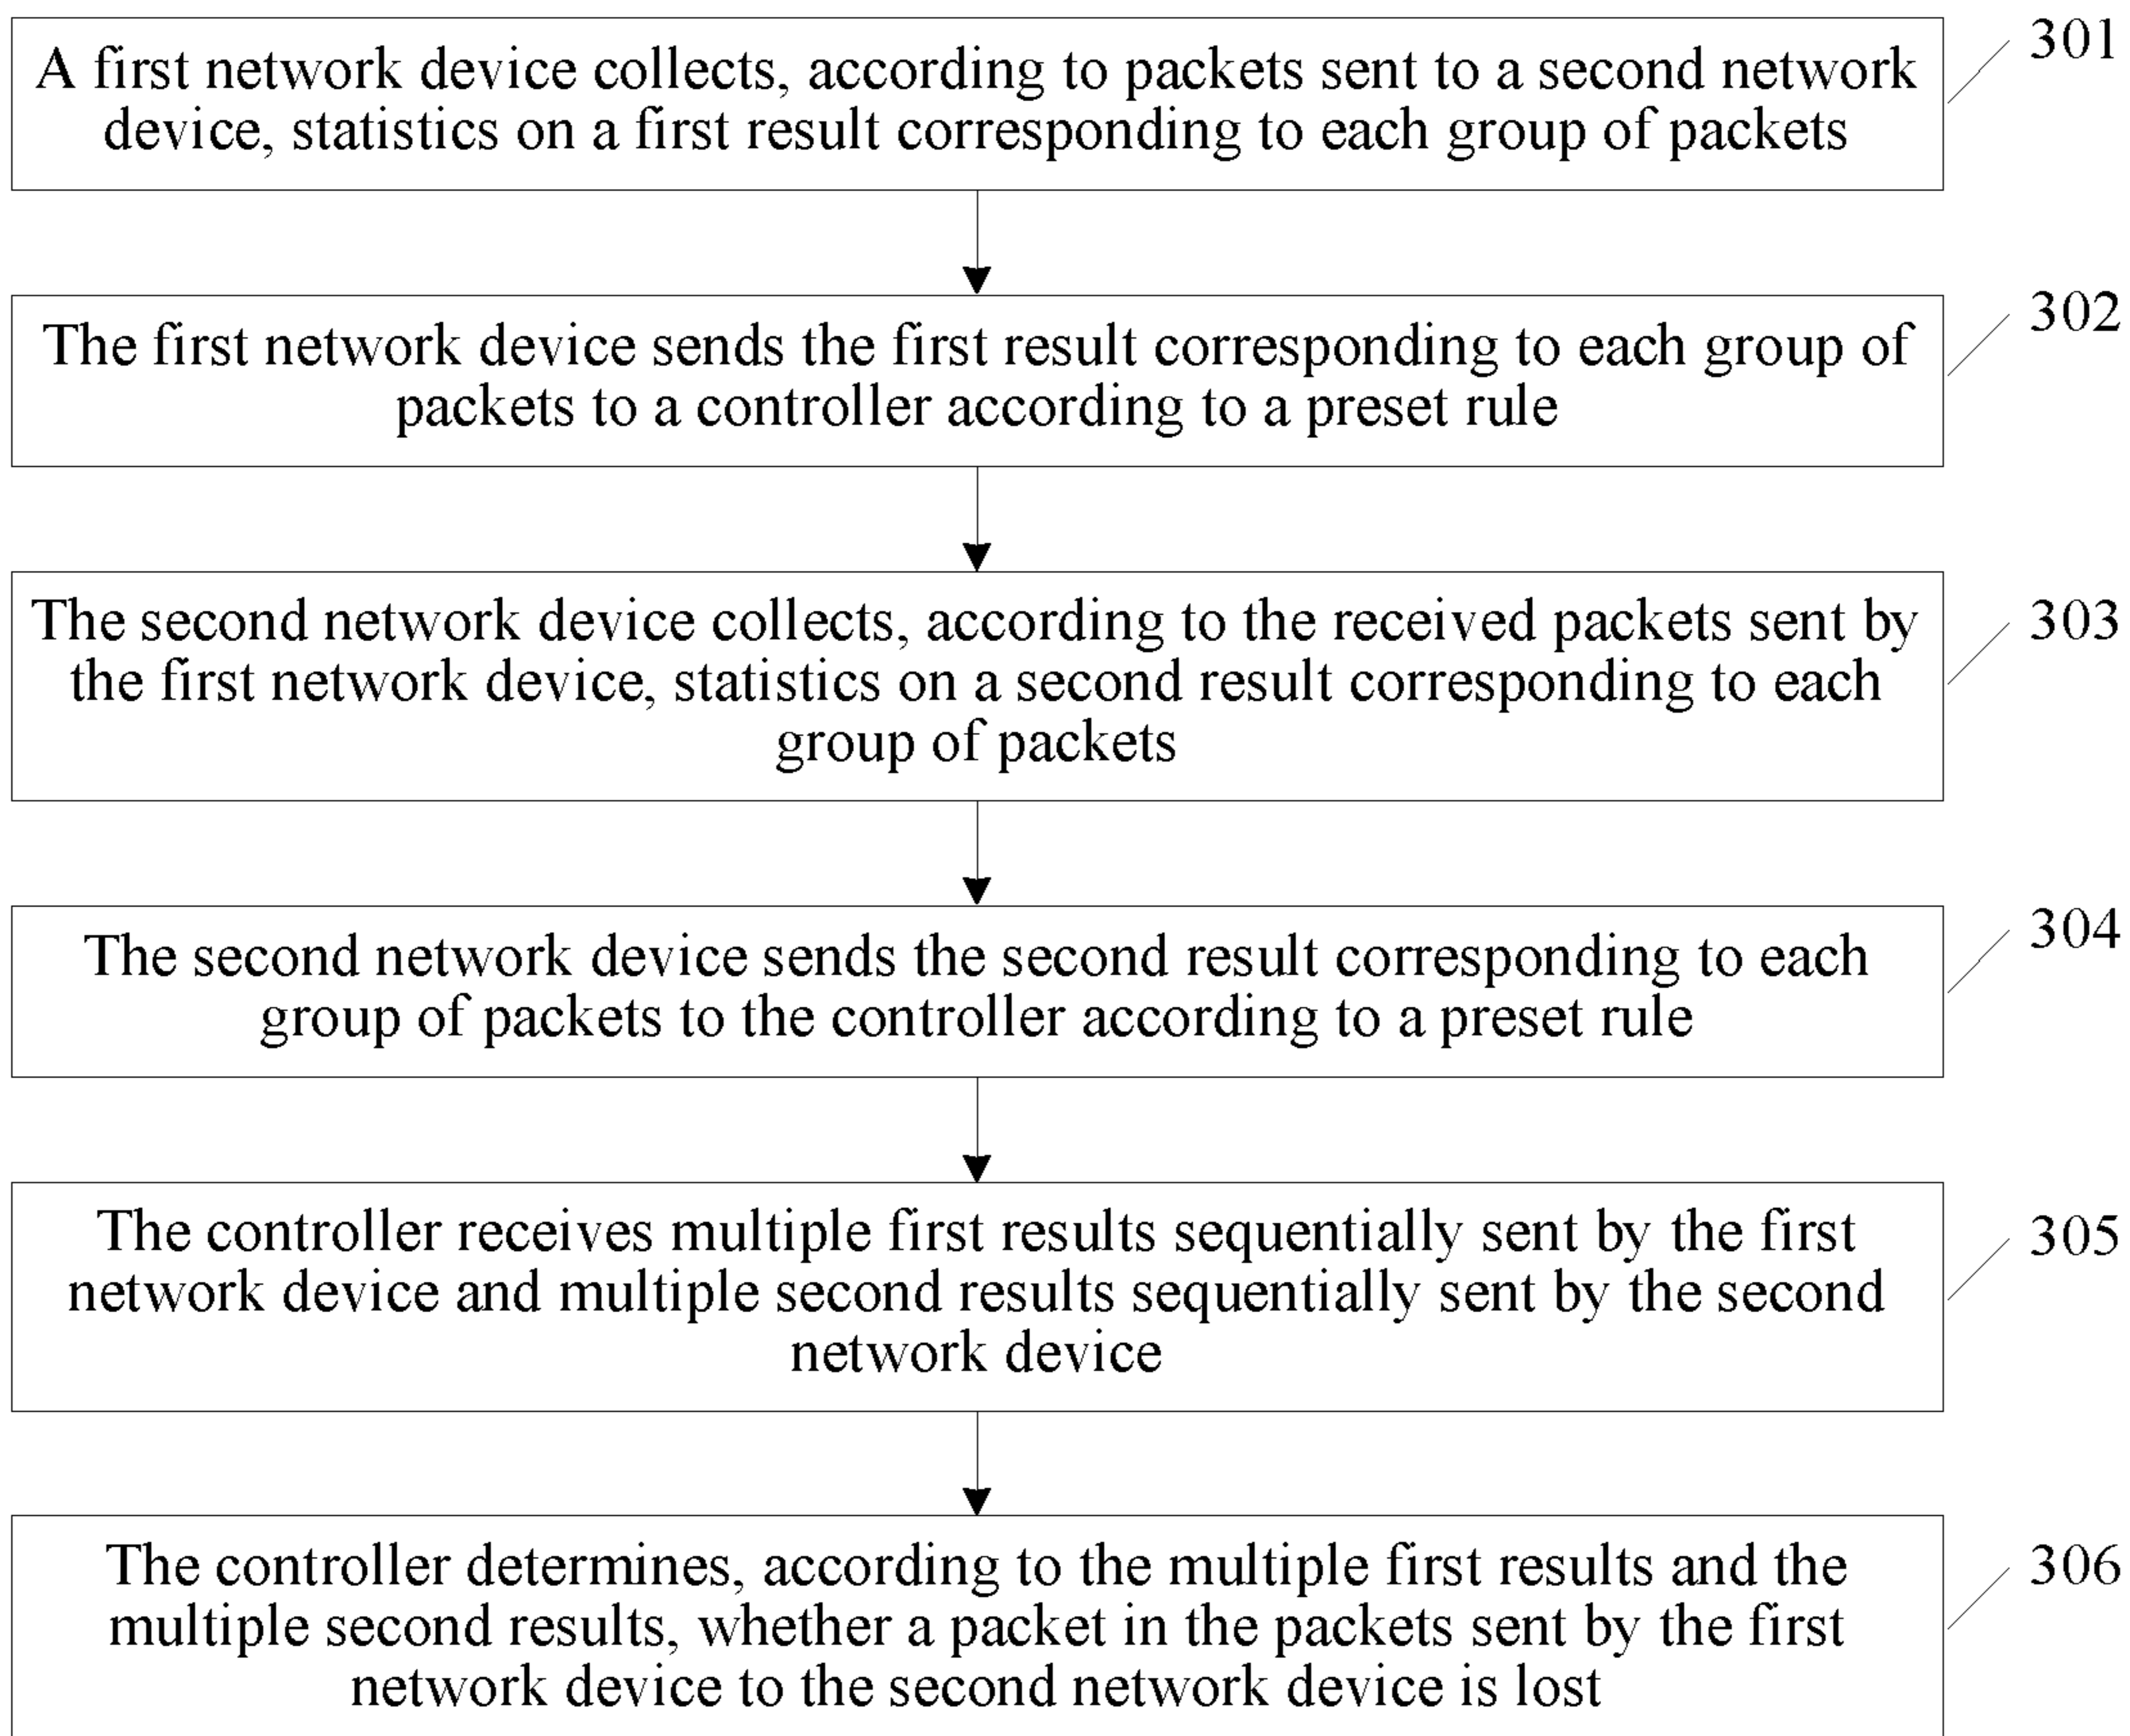 A first network device collects, according to packets sent to a second network
device, statistics on a first result corresponding to each group of packets
301
The first network device sends the first result corresponding to each group of
packets to a controller according to a preset rule
302
The second network device collects, according to the received packets sent by
the first network device, statistics on a second result corresponding to each
group of packets
303
The second network device sends the second result corresponding to each
group of packets to the controller according to a preset rule
304
The controller receives multiple first results sequentially sent by the first
network device and multiple second results sequentially sent by the second
network device
305
The controller determines, according to the multiple first results and the
multiple second results, whether a packet in the packets sent by the first
network device to the second network device is lost
306